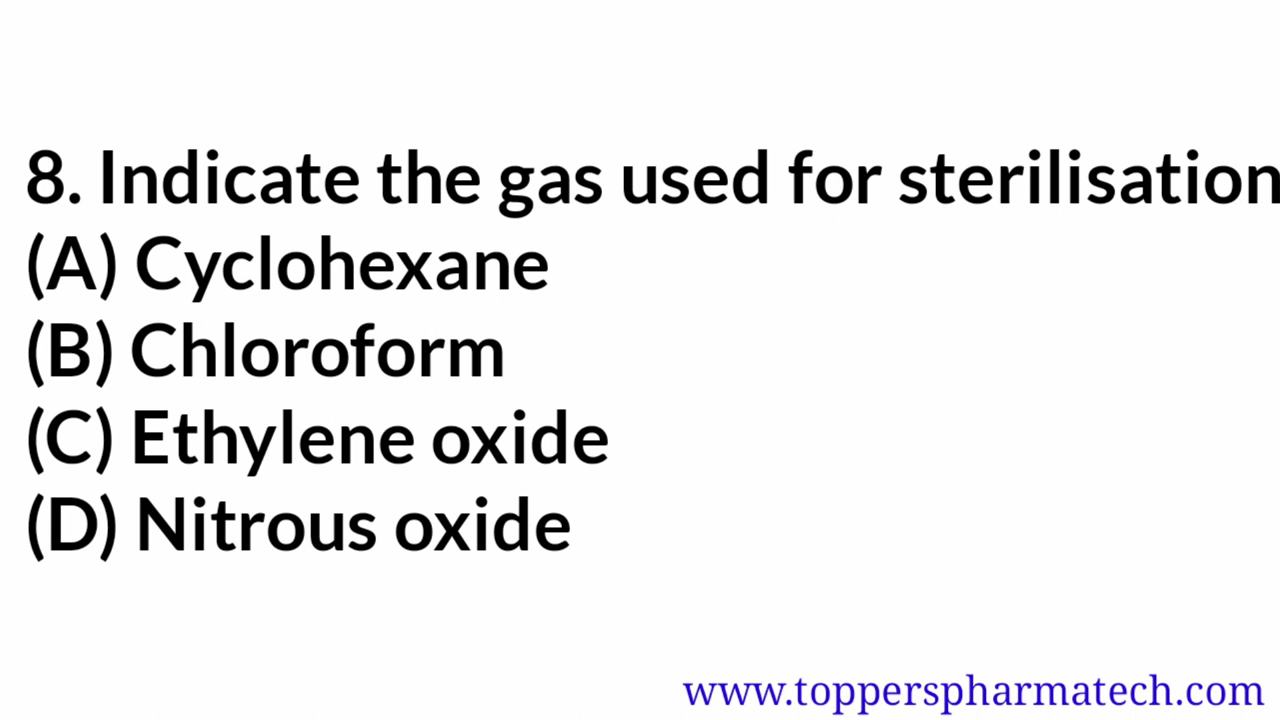 8. Indicate the gas used for sterilisation
(A) Cyclohexane
(B) Chloroform
(C) Ethylene oxide
(D) Nitrous oxide
www.topperspharmatech.com